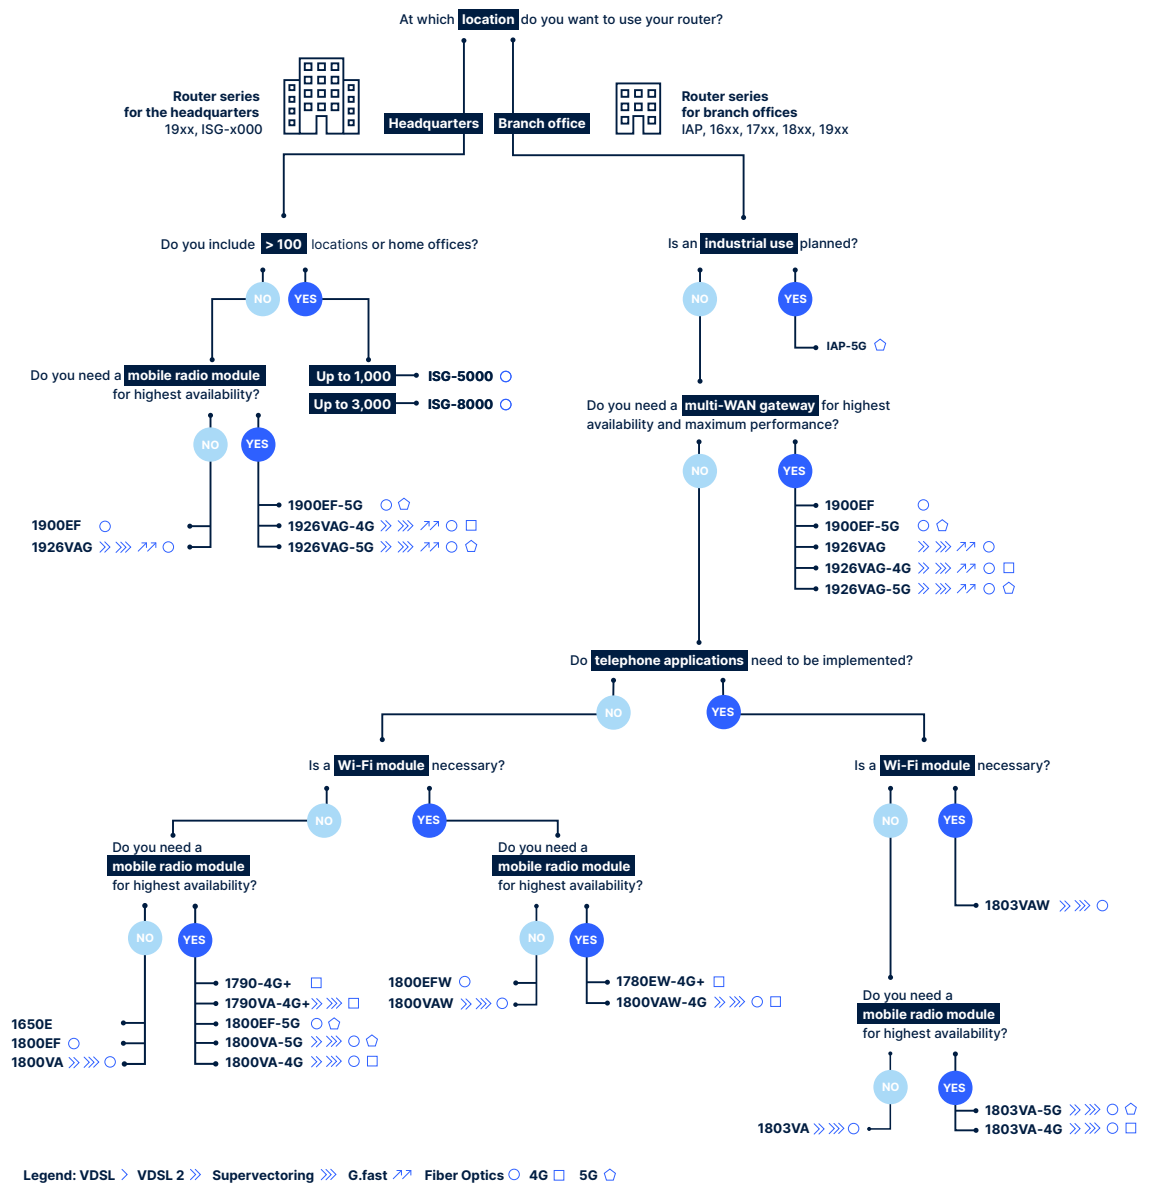 At which location do you want to use your router?
Router series
for the headquarters
19xx, ISG-x000
Headquarters
Branch office
Router series
for branch offices
IAP, 16xx, 17xx, 18xx, 19xx
Do you include > 100 locations or home offices?
NO
YES
Do you need a mobile radio module
for highest availability?
Up to 1,000 ISG-5000
Up to 3,000 ISG-8000
NO
YES
1900EF
1926VAG
1900EF-5G
1926VAG-4G
1926VAG-5G
Is an industrial use planned?
NO
YES
IAP-5G
Do you need a multi-WAN gateway for highest
availability and maximum performance?
NO
YES
1900EF
1900EF-5G
1926VAG
1926VAG-4G
1926VAG-5G
Do telephone applications need to be implemented?
NO
YES
Is a Wi-Fi module necessary?
NO
YES
Do you need a
mobile radio module
for highest availability?
NO
YES
1650E
1800EF
1800VA
1790-4G+
1790VA-4G+
1800EF-5G
1800VA-5G
1800VA-4G
Do you need a
mobile radio module
for highest availability?
NO
YES
1800EFW
1800VAW
1780EW-4G+
1800VAW-4G
Is a Wi-Fi module necessary?
NO
YES
1803VAW
Do you need a
mobile radio module
for highest availability?
NO
YES
1803VA
1803VA-5G
1803VA-4G
Legend: VDSL VDSL 2 Supervectoring G.fast Fiber Optics 4G 5G